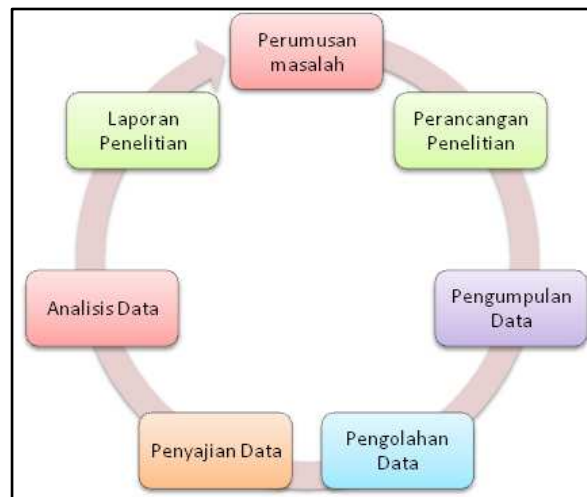 Perumusan
masalah
Perancangan
Penelitian
Pengumpulan
Data
Pengolahan
Data
Penyajian Data
Analisis Data
Laporan
Penelitian